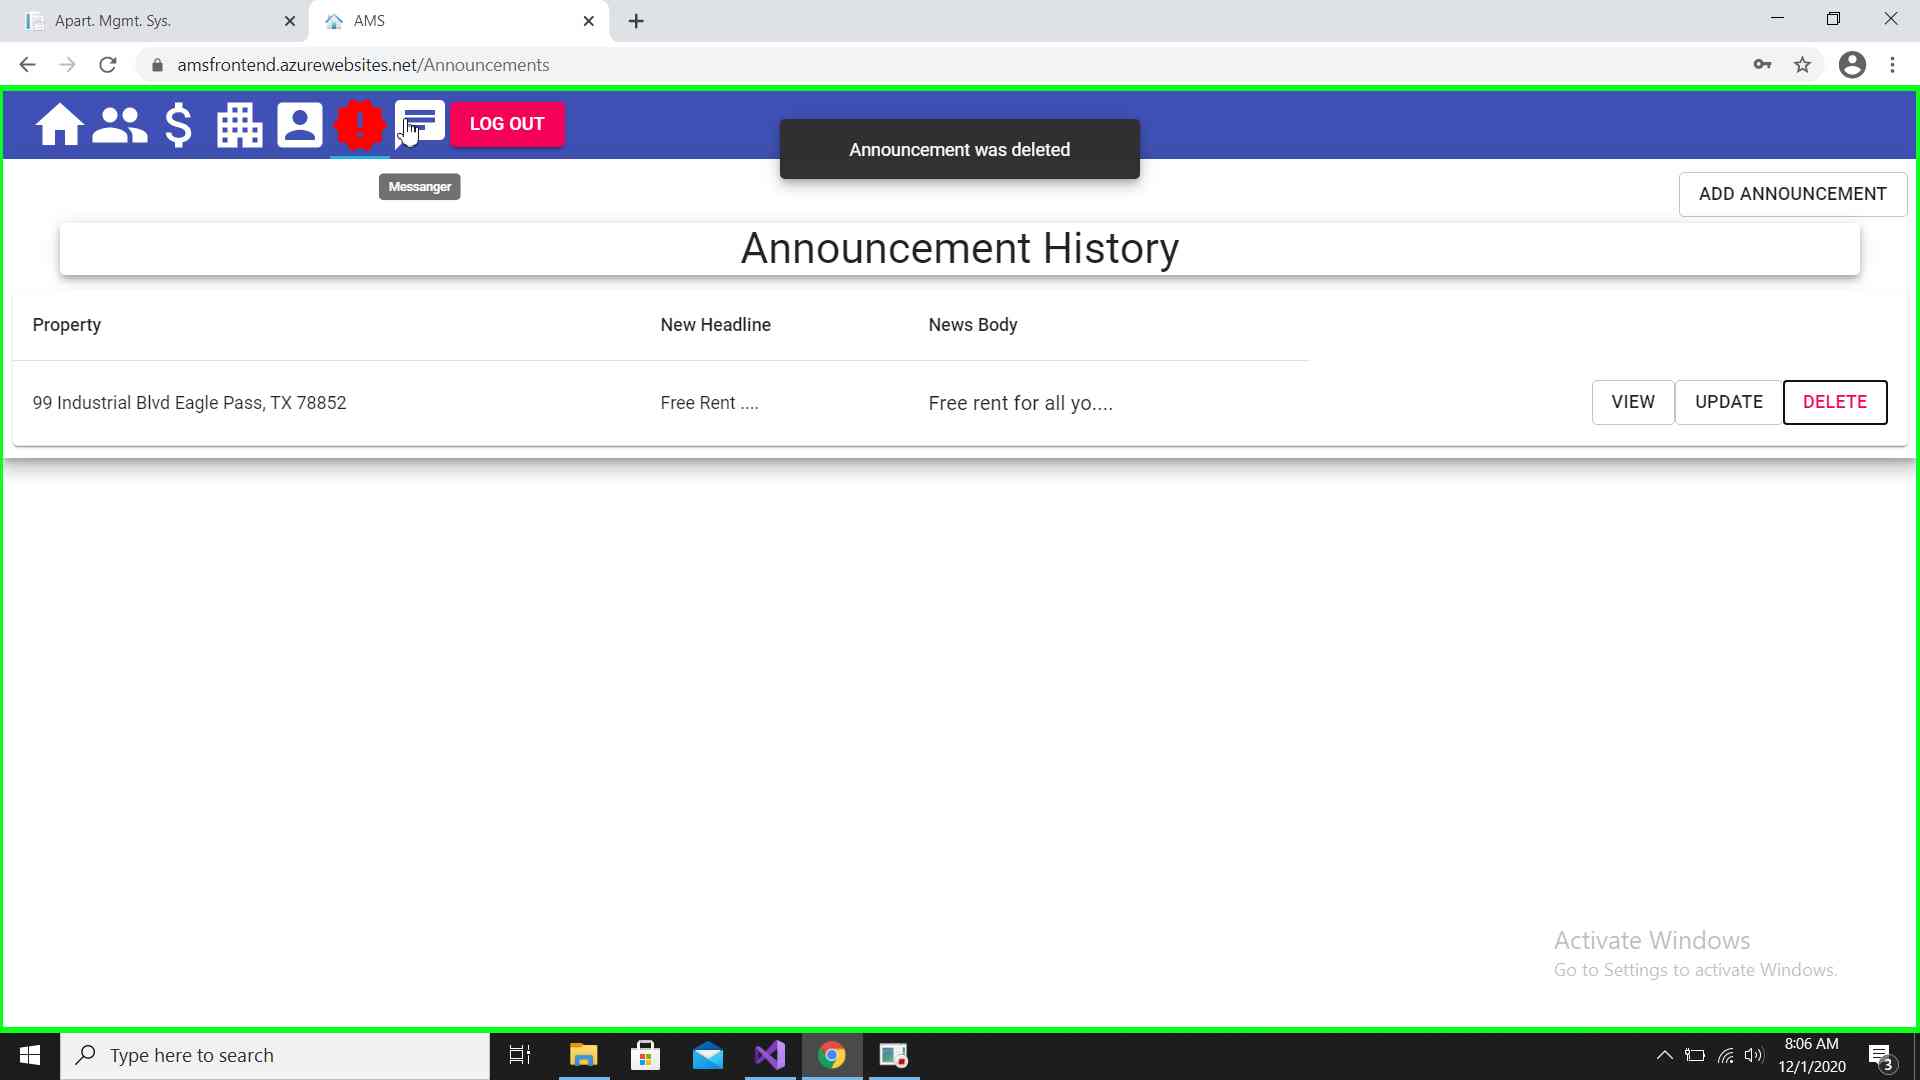 Apart. Mgmt. Sys.
AMS
amsfrontend.azurewebsites.net/Announcements
LOG OUT
Announcement was deleted
Messanger
ADD ANNOUNCEMENT
Announcement History
Property New Headline News Body
99 Industrial Blvd Eagle Pass, TX 78852 Free Rent .... Free rent for all yo.... VIEW UPDATE DELETE
Activate Windows
Go to Settings to activate Windows.
Type here to search
8:06 AM
12/1/2020
3